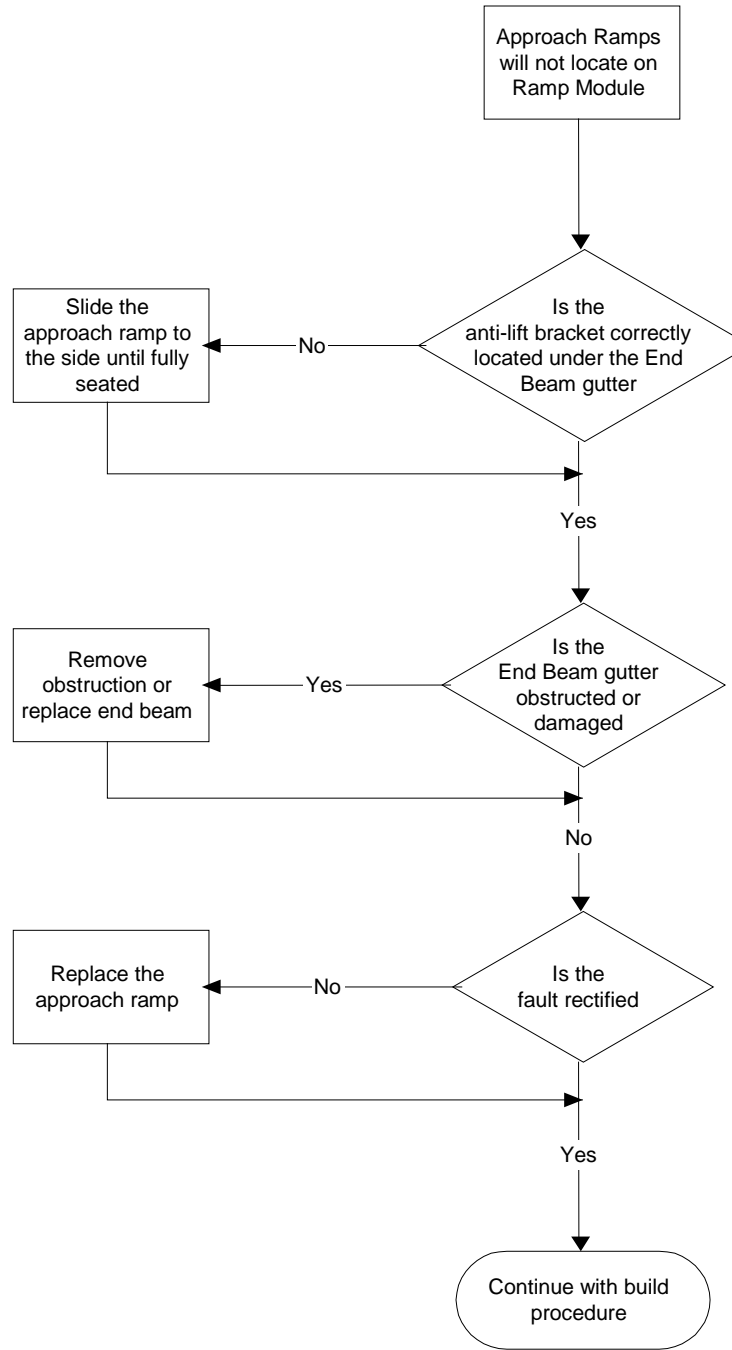 Approach Ramps
will not locate on
Ramp Module
Is the
anti-lift bracket correctly
located under the End
Beam gutter
No
Slide the
approach ramp to
the side until fully
seated
Yes
Is the
End Beam gutter
obstructed or
damaged
Yes
Remove
obstruction or
replace end beam
No
Is the
fault rectified
No
Replace the
approach ramp
Yes
Continue with build
procedure